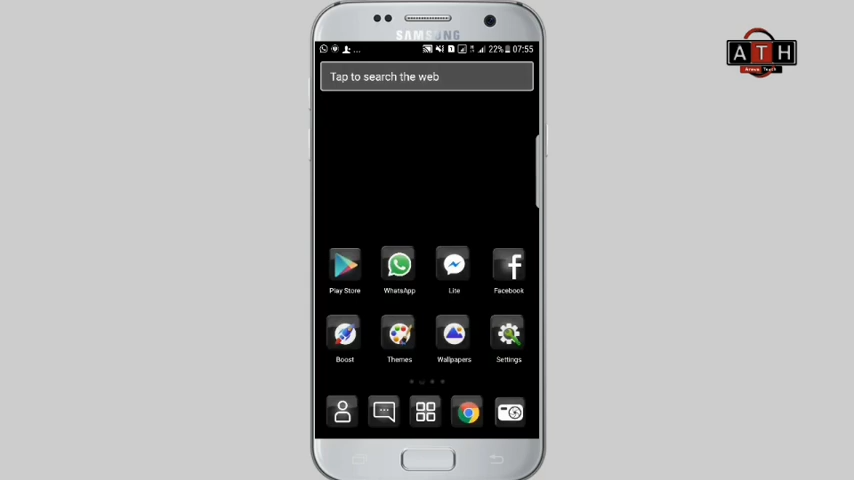 SAMSUNG
... 22% 07:55
Tap to search the web
Play Store WhatsApp Lite Facebook
Boost Themes Wallpapers Settings
ATH